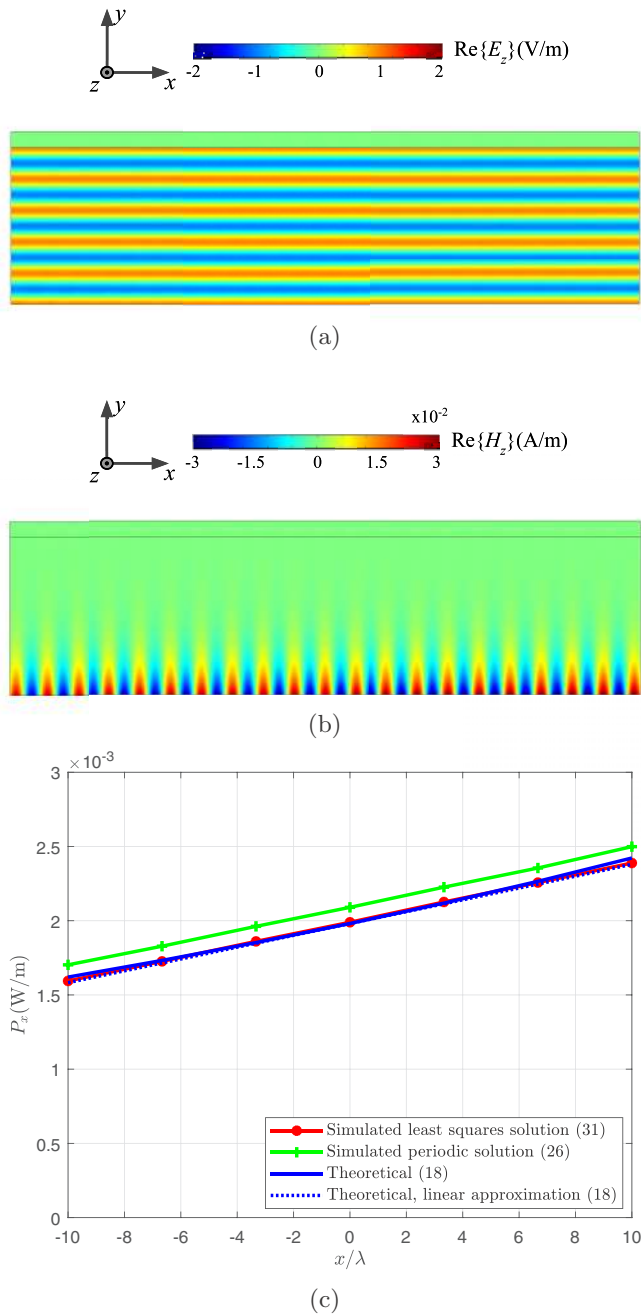 y
z x
Re{E_z}(V/m)
-2 -1 0 1 2
(a)
y
z x
x10^-2
Re{H_z}(A/m)
-3 -1.5 0 1.5 3
(b)
×10^-3
3
2.5
2
1.5
1
0.5
0
P_x(W/m)
Simulated least squares solution (31)
Simulated periodic solution (26)
Theoretical (18)
Theoretical, linear approximation (18)
-10 -8 -6 -4 -2 0 2 4 6 8 10
x/λ
(c)